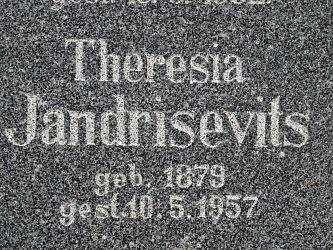 Theresia
Jandrisevits
geb. 1879
gest.10.5.1957